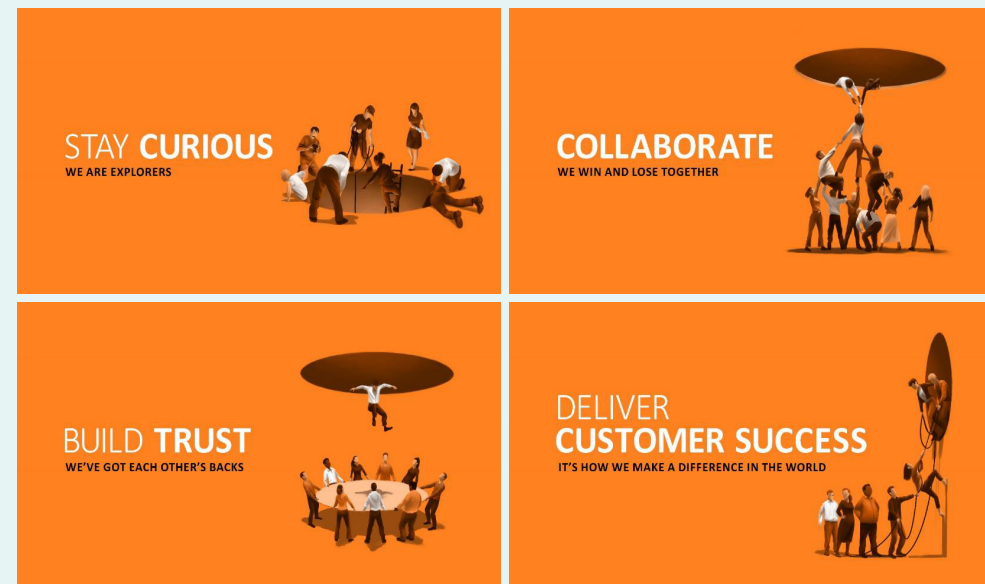 STAY CURIOUS
WE ARE EXPLORERS
COLLABORATE
WE WIN AND LOSE TOGETHER
BUILD TRUST
WE'VE GOT EACH OTHER'S BACKS
DELIVER
CUSTOMER SUCCESS
IT'S HOW WE MAKE A DIFFERENCE IN THE WORLD